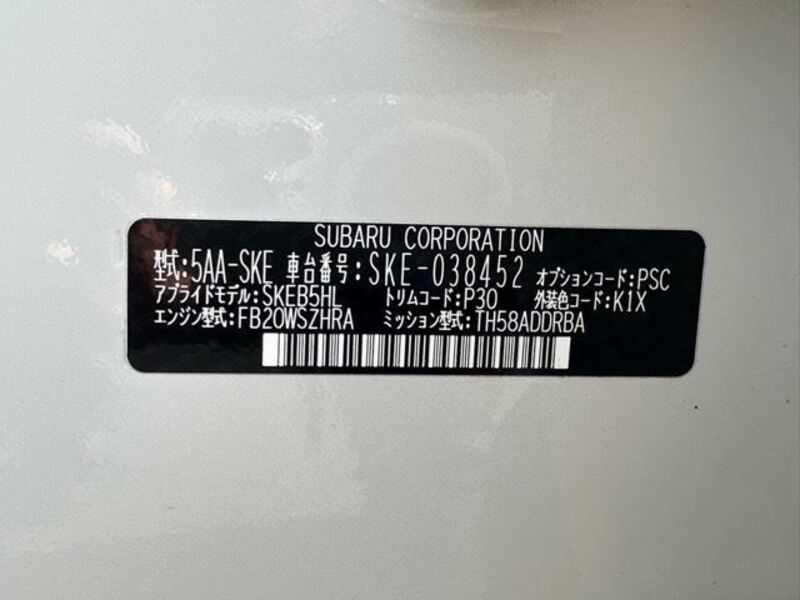 SUBARU CORPORATION
型式:5AA-SKE 車台番号:SKE-038452 オプションコード:PSC
アプライドモデル:SKEB5HL トリムコード:P30 外装色コード:K1X
エンジン型式:FB20WSZHRA ミッション型式:TH58ADDRBA